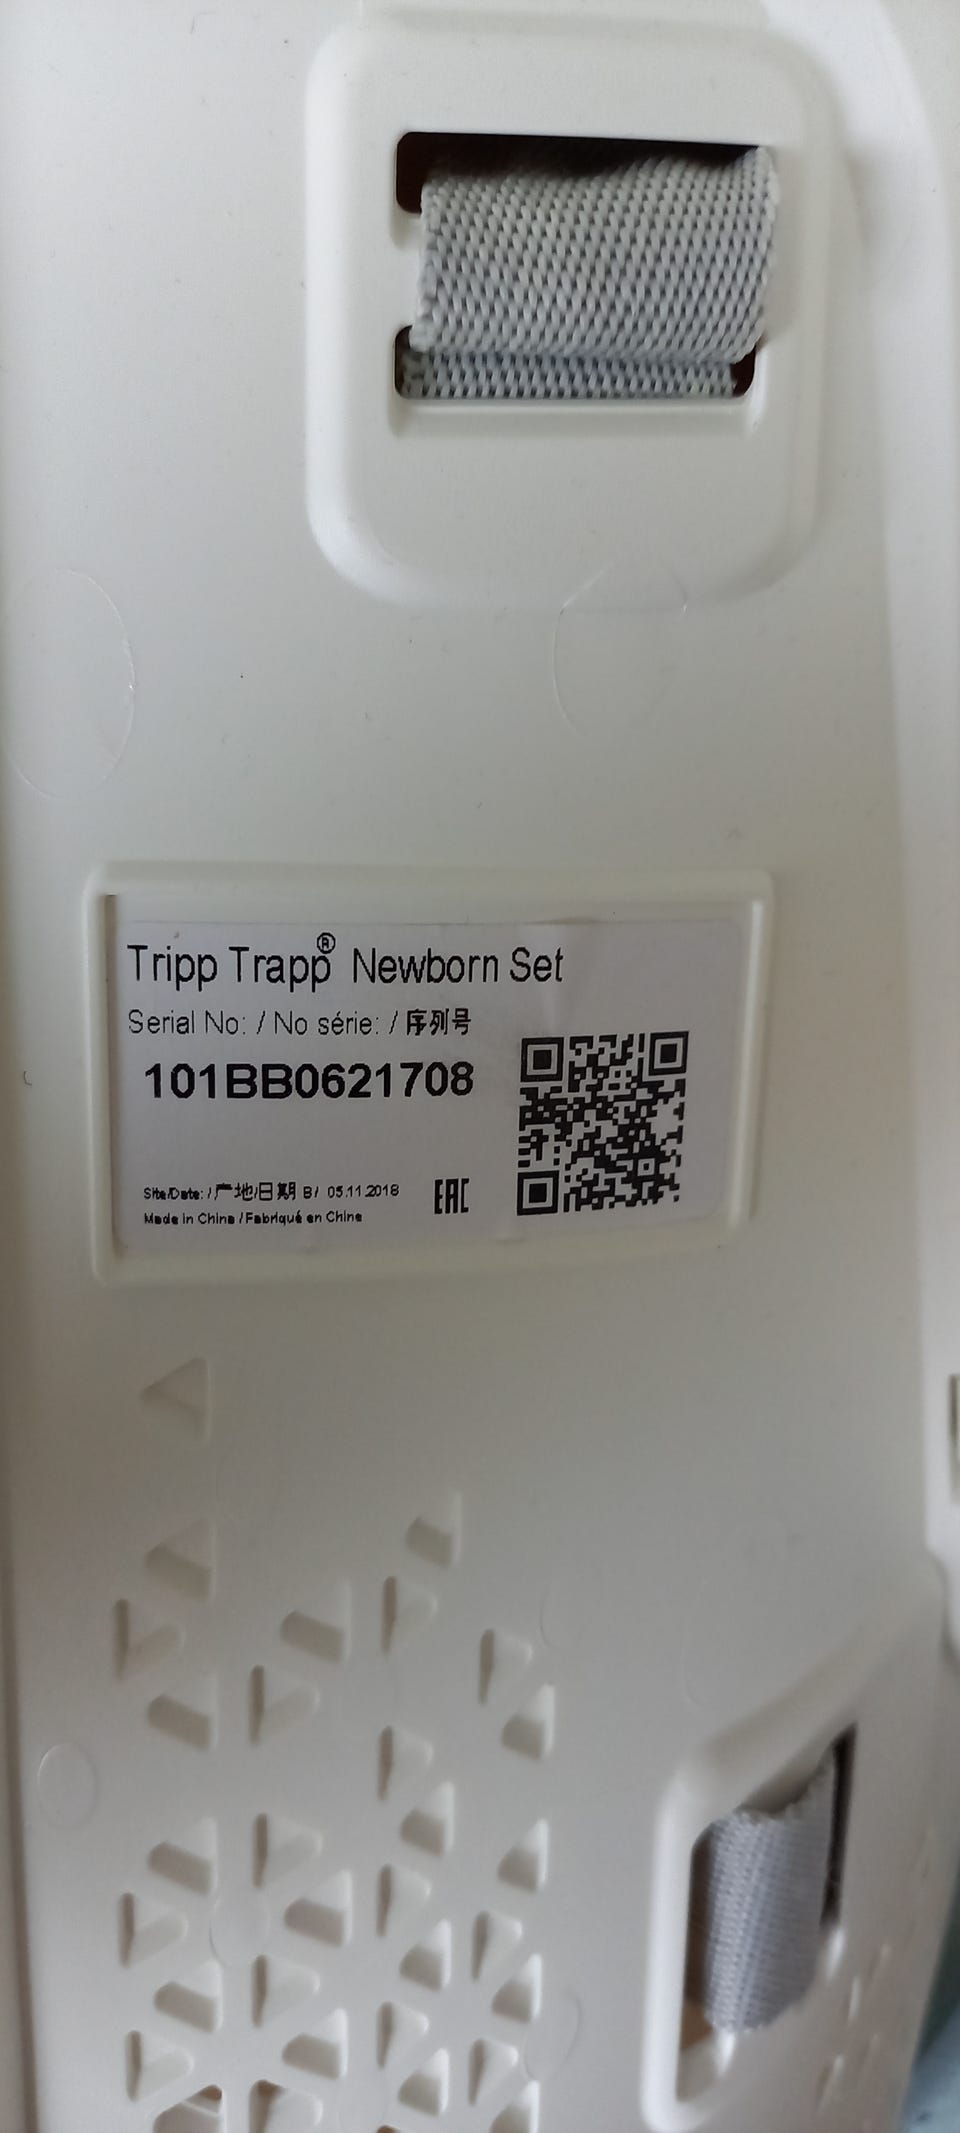 Tripp Trapp® Newborn Set
Serial No: / No série: / 序列号
101BB0621708
Site/Date: / 产地/日期 B/ 05.11.2018
EAC
Made in China / Fabriqué en Chine